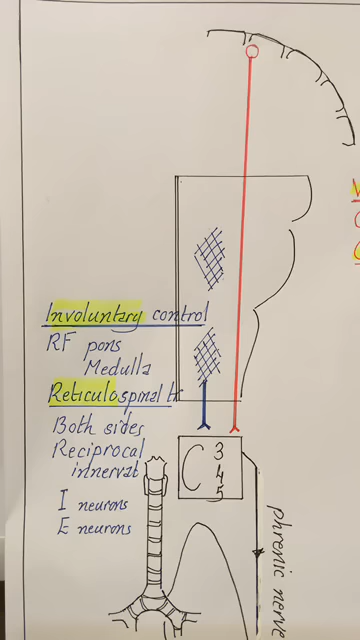 Involuntary control
RF pons
Medulla
Reticulospinal tr
Both sides
Reciprocal
innervat
I neurons
E neurons
C 3
4
5
phrenic nerve